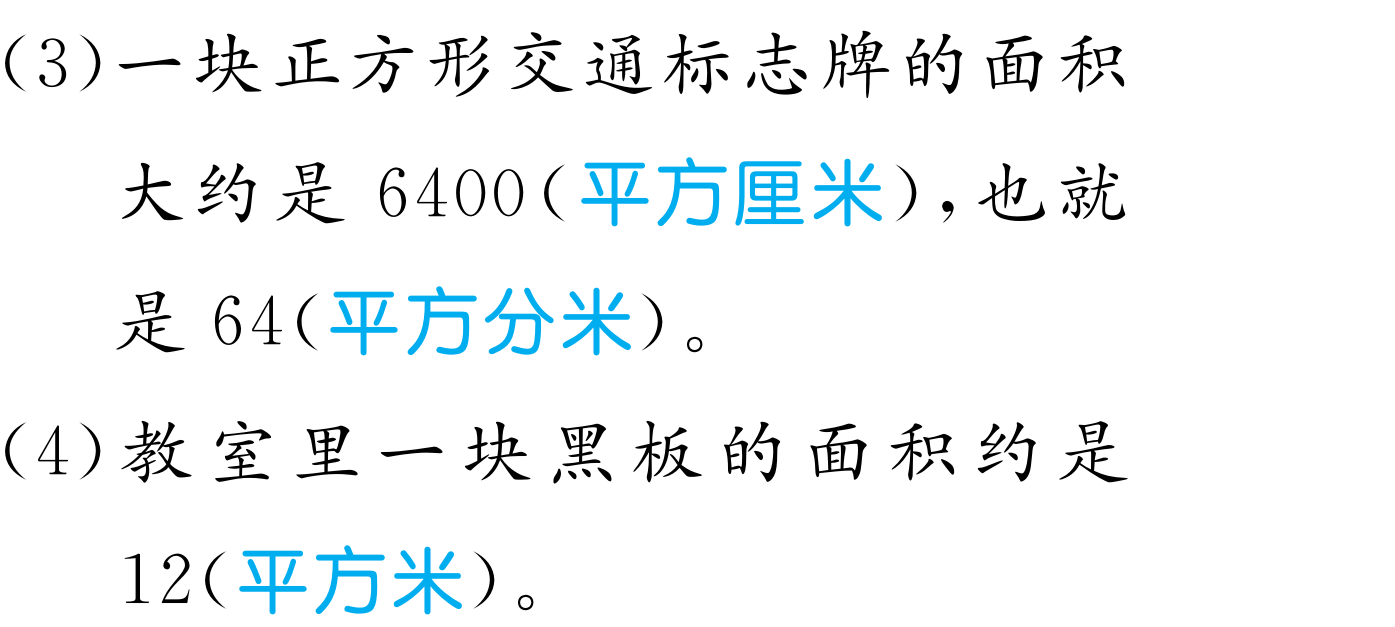 (3)一块正方形交通标志牌的面积
大约是 6400(平方厘米),也就
是 64(平方分米)。
(4)教室里一块黑板的面积约是
12(平方米)。